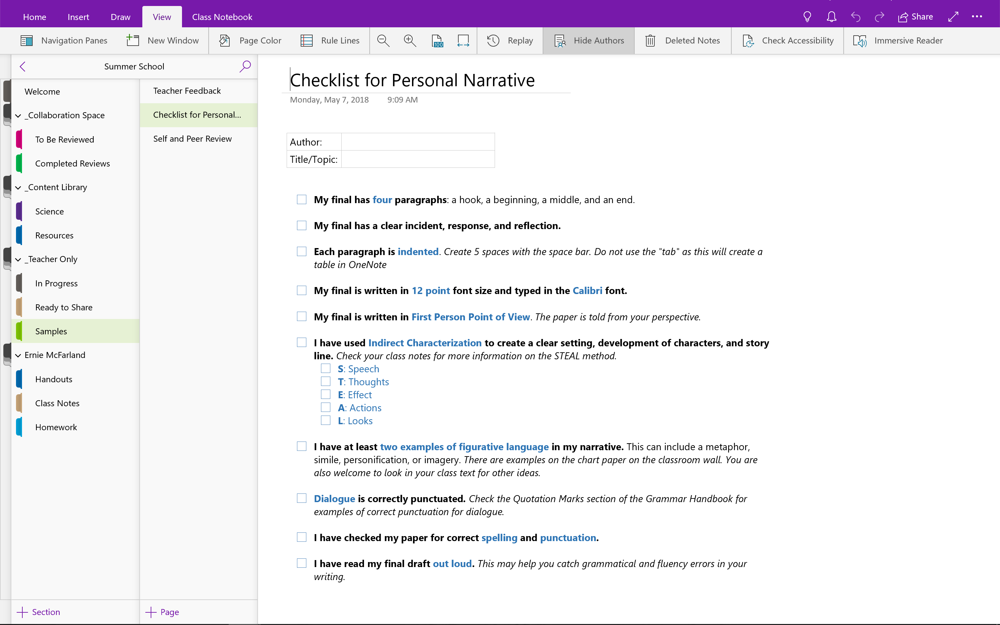 Home Insert Draw View Class Notebook Share
Navigation Panes New Window Page Color Rule Lines 100 Replay Hide Authors Deleted Notes Check Accessibility Immersive Reader
Summer School
Welcome
_Collaboration Space
To Be Reviewed
Completed Reviews
_Content Library
Science
Resources
_Teacher Only
In Progress
Ready to Share
Samples
Ernie McFarland
Handouts
Class Notes
Homework
Section
Teacher Feedback
Checklist for Personal...
Self and Peer Review
Page
Checklist for Personal Narrative
Monday, May 7, 2018 9:09 AM
Author:
Title/Topic:
My final has four paragraphs: a hook, a beginning, a middle, and an end.
My final has a clear incident, response, and reflection.
Each paragraph is indented. Create 5 spaces with the space bar. Do not use the "tab" as this will create a
table in OneNote
My final is written in 12 point font size and typed in the Calibri font.
My final is written in First Person Point of View. The paper is told from your perspective.
I have used Indirect Characterization to create a clear setting, development of characters, and story
line. Check your class notes for more information on the STEAL method.
S: Speech
T: Thoughts
E: Effect
A: Actions
L: Looks
I have at least two examples of figurative language in my narrative. This can include a metaphor,
simile, personification, or imagery. There are examples on the chart paper on the classroom wall. You are
also welcome to look in your class text for other ideas.
Dialogue is correctly punctuated. Check the Quotation Marks section of the Grammar Handbook for
examples of correct punctuation for dialogue.
I have checked my paper for correct spelling and punctuation.
I have read my final draft out loud. This may help you catch grammatical and fluency errors in your
writing.